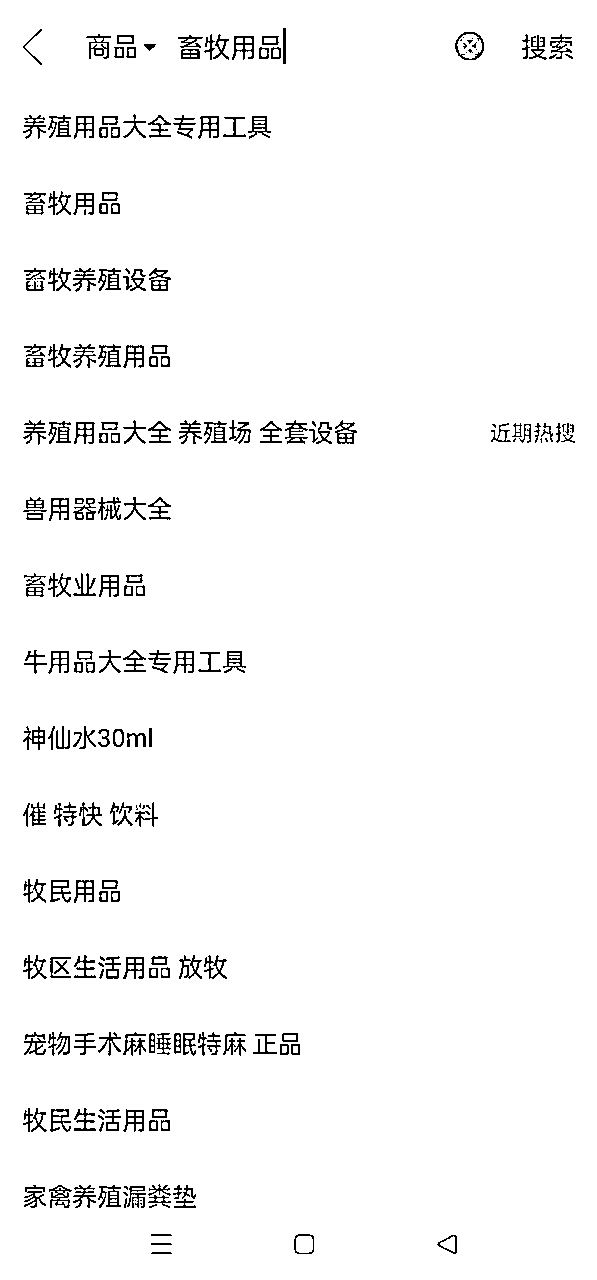 商品 畜牧用品 搜索
养殖用品大全专用工具
畜牧用品
畜牧养殖设备
畜牧养殖用品
养殖用品大全 养殖场 全套设备 近期热搜
兽用器械大全
畜牧业用品
牛用品大全专用工具
神仙水30ml
催 特快 饮料
牧民用品
牧区生活用品 放牧
宠物手术麻睡眠特麻 正品
牧民生活用品
家禽养殖漏粪垫